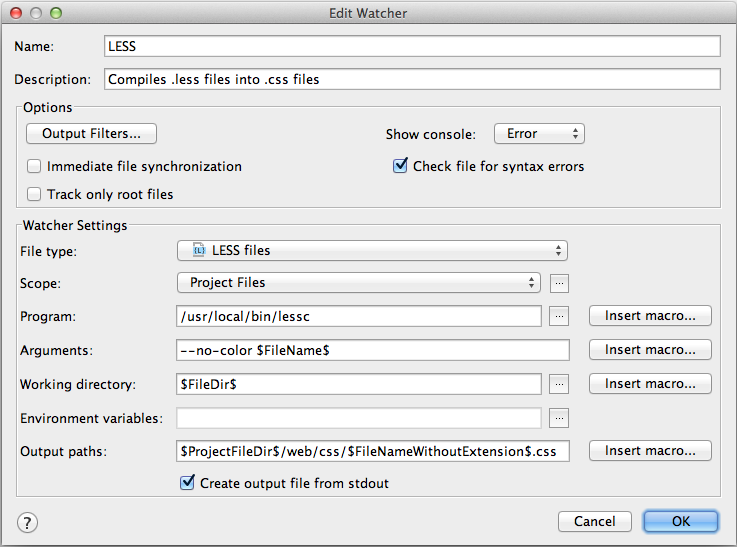 Edit Watcher
Name: LESS
Description: Compiles .less files into .css files
Options
Output Filters... Show console: Error
Immediate file synchronization Check file for syntax errors
Track only root files
Watcher Settings
File type: {L} LESS files
Scope: Project Files ...
Program: /usr/local/bin/lessc ... Insert macro...
Arguments: --no-color $FileName$ Insert macro...
Working directory: $FileDir$ ... Insert macro...
Environment variables: ...
Output paths: $ProjectFileDir$/web/css/$FileNameWithoutExtension$.css Insert macro...
Create output file from stdout
? Cancel OK